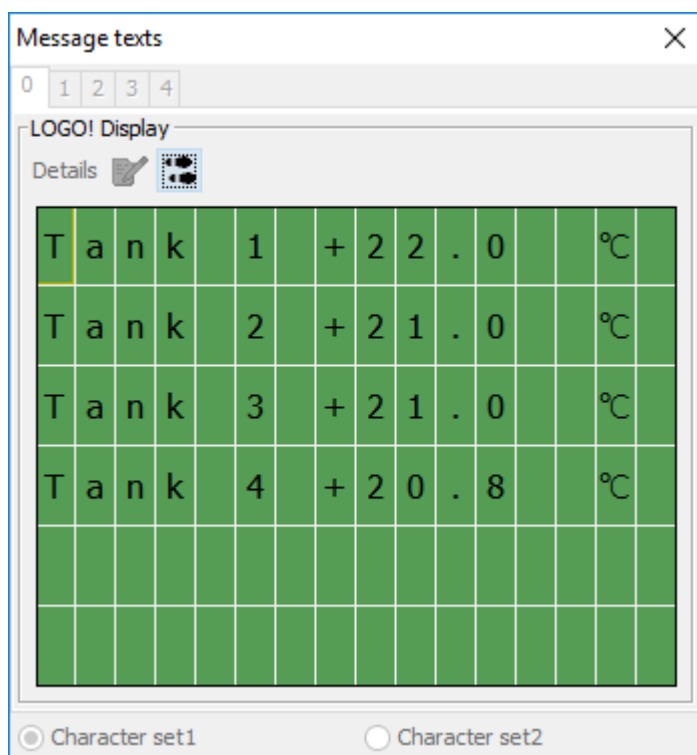 Message texts
0 1 2 3 4
LOGO! Display
Details
Tank 1 +22.0 °C
Tank 2 +21.0 °C
Tank 3 +21.0 °C
Tank 4 +20.8 °C
Character set1 Character set2